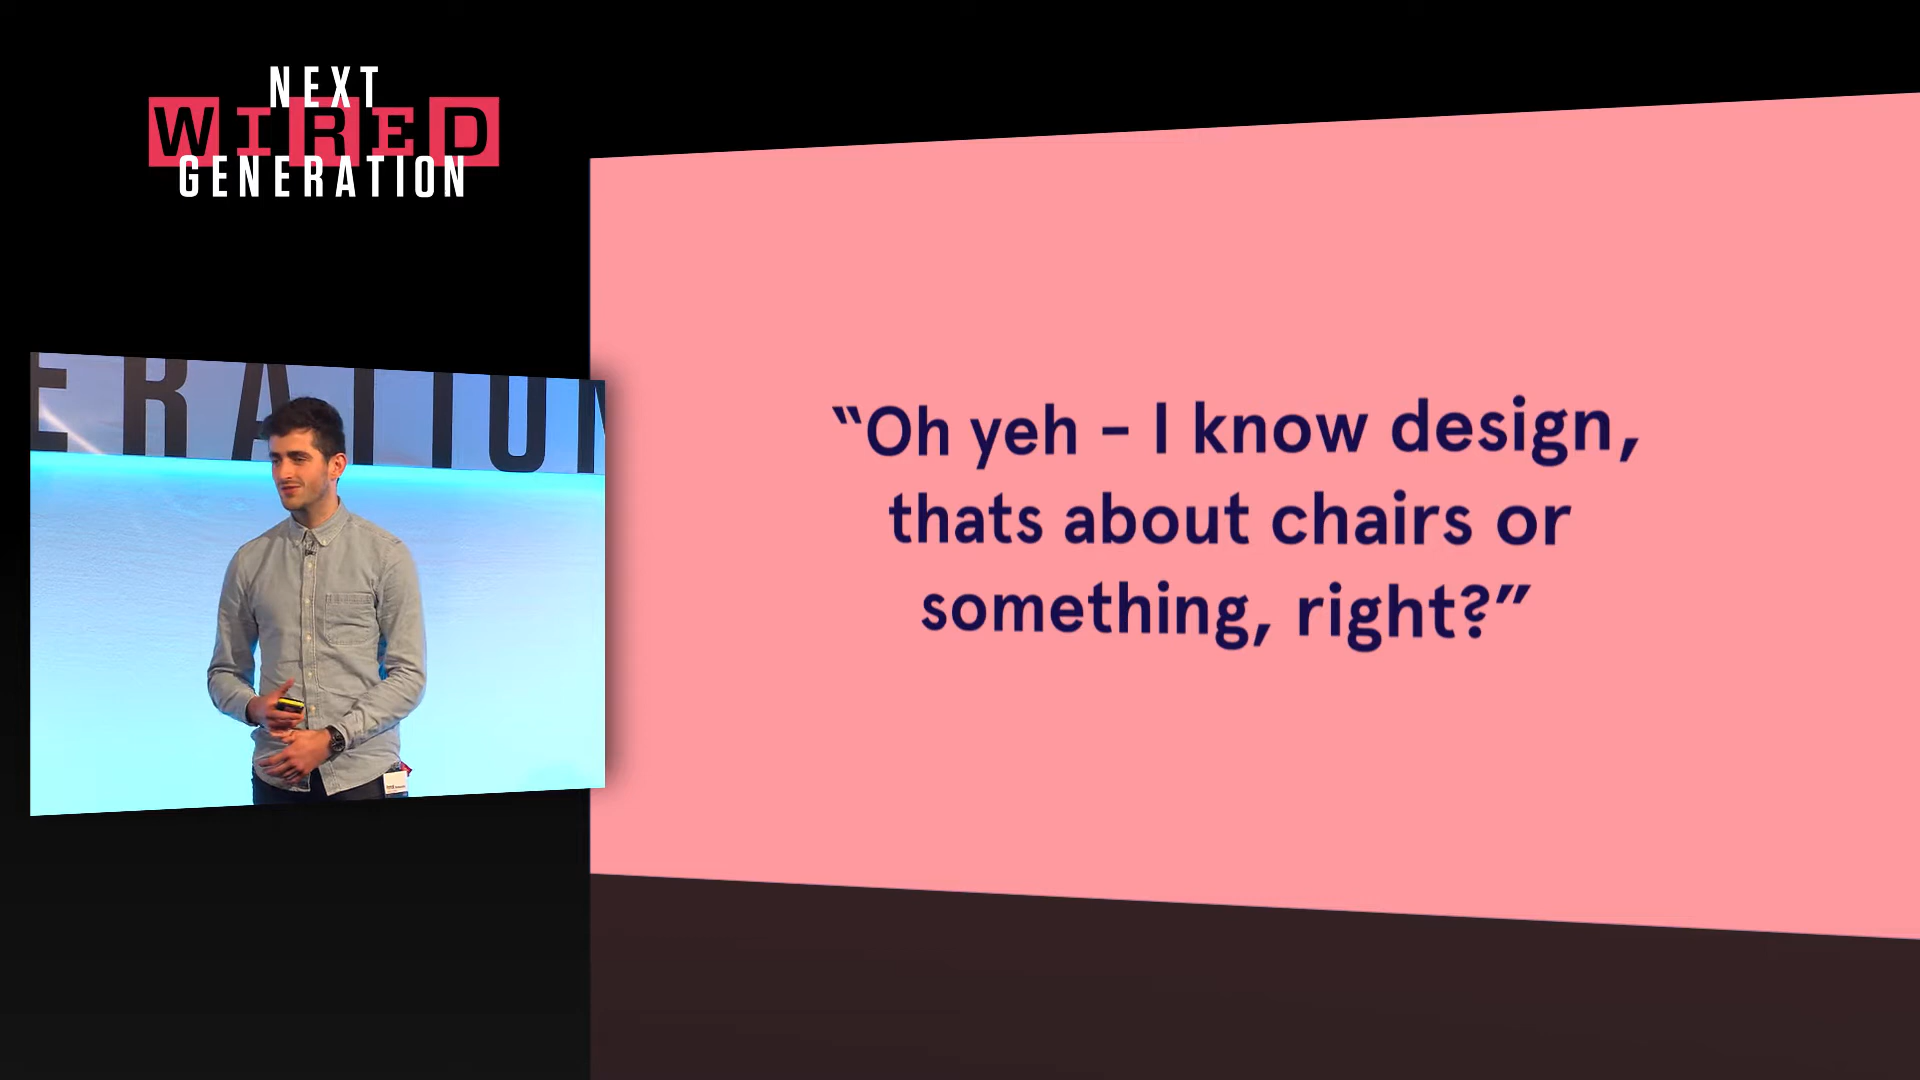 NEXT
WIRED
GENERATION
ERATION
“Oh yeh – I know design,
thats about chairs or
something, right?”